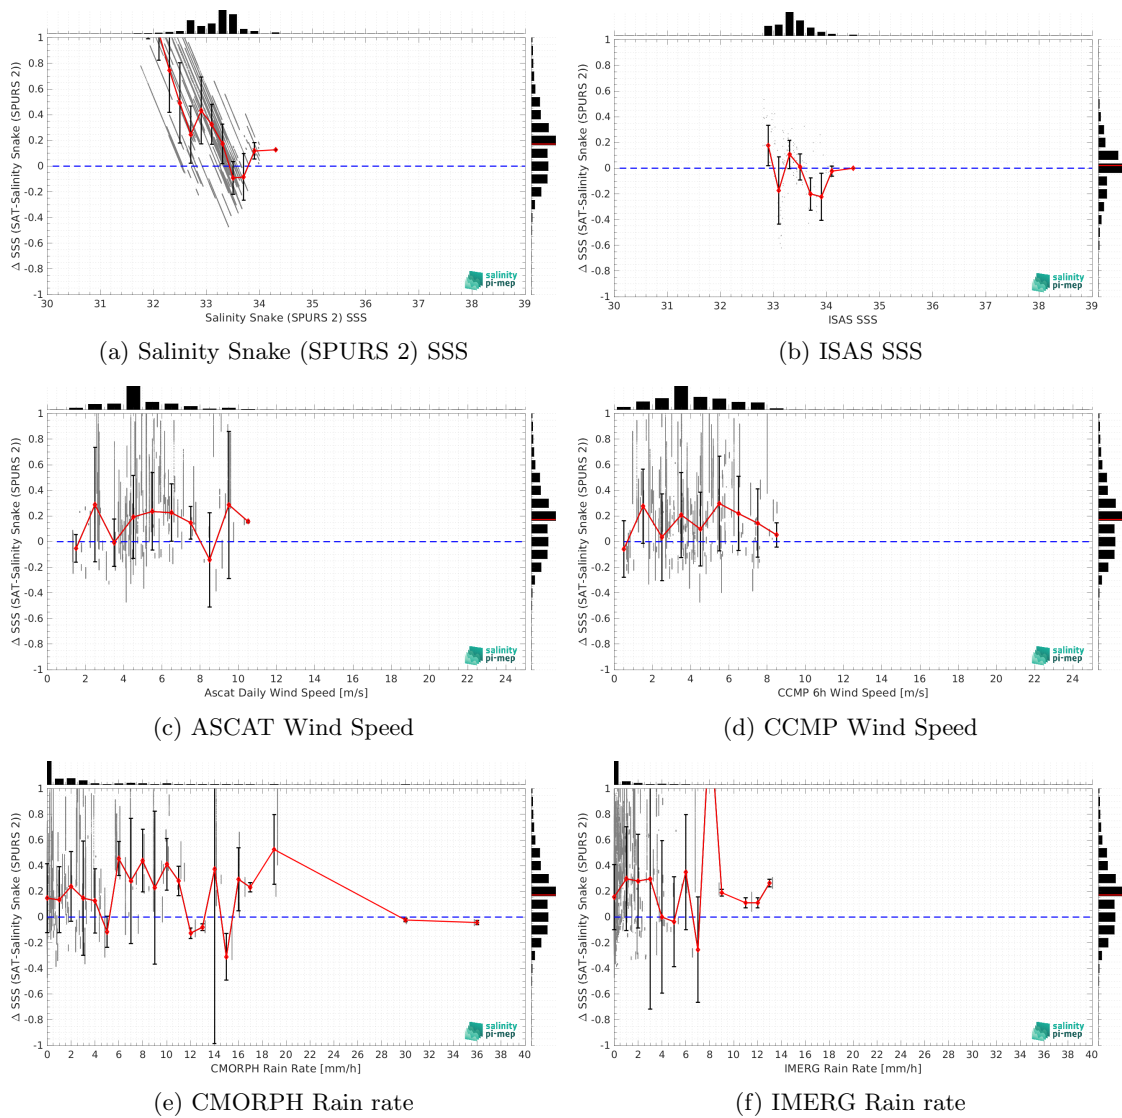 Δ SSS (SAT-Salinity Snake (SPURS 2))
1
0.8
0.6
0.4
0.2
0
-0.2
-0.4
-0.6
-0.8
-1
30 31 32 33 34 35 36 37 38 39
Salinity Snake (SPURS 2) SSS
salinity
pi-mep
(a) Salinity Snake (SPURS 2) SSS
Δ SSS (SAT-Salinity Snake (SPURS 2))
1
0.8
0.6
0.4
0.2
0
-0.2
-0.4
-0.6
-0.8
-1
30 31 32 33 34 35 36 37 38 39
ISAS SSS
salinity
pi-mep
(b) ISAS SSS
Δ SSS (SAT-Salinity Snake (SPURS 2))
1
0.8
0.6
0.4
0.2
0
-0.2
-0.4
-0.6
-0.8
-1
0 2 4 6 8 10 12 14 16 18 20 22 24
Ascat Daily Wind Speed [m/s]
salinity
pi-mep
(c) ASCAT Wind Speed
Δ SSS (SAT-Salinity Snake (SPURS 2))
1
0.8
0.6
0.4
0.2
0
-0.2
-0.4
-0.6
-0.8
-1
0 2 4 6 8 10 12 14 16 18 20 22 24
CCMP 6h Wind Speed [m/s]
salinity
pi-mep
(d) CCMP Wind Speed
Δ SSS (SAT-Salinity Snake (SPURS 2))
1
0.8
0.6
0.4
0.2
0
-0.2
-0.4
-0.6
-0.8
-1
0 2 4 6 8 10 12 14 16 18 20 22 24 26 28 30 32 34 36 38 40
CMORPH Rain Rate [mm/h]
salinity
pi-mep
(e) CMORPH Rain rate
Δ SSS (SAT-Salinity Snake (SPURS 2))
1
0.8
0.6
0.4
0.2
0
-0.2
-0.4
-0.6
-0.8
-1
0 2 4 6 8 10 12 14 16 18 20 22 24 26 28 30 32 34 36 38 40
IMERG Rain Rate [mm/h]
salinity
pi-mep
(f) IMERG Rain rate